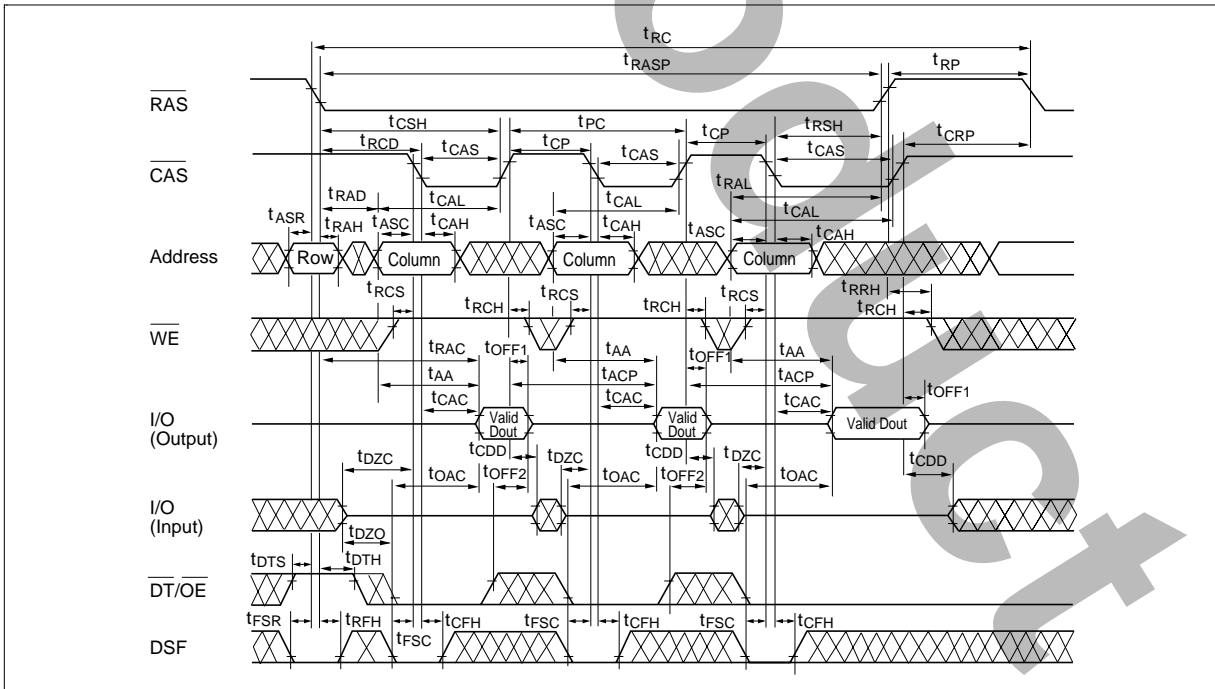 tRC
tRASP tRP
RAS
tCSH tPC tCP tRSH tCRP
tRCD tCAS tCP tCAS tCAS
CAS
tRAD tCAL tCAL tRAL
tCAL
tASR tRAH tASC tCAH tASC tCAH tASC tCAH
Address Row Column Column Column
tRCS tRCH tRCS tRCH tRCS tRRH
tRCH
WE
tRAC tOFF1 tAA tOFF1 tAA
tAA tACP tACP
tCAC tCAC tCAC tOFF1
I/O (Output) Valid Dout Valid Dout Valid Dout
tDZC tCDD tDZC tCDD tDZC tCDD
tOAC tOFF2 tOAC tOFF2 tOAC
I/O (Input)
tDZO
tDTS tDTH
DT/OE
tFSR tRFH tFSC tCFH tFSC tCFH tFSC tCFH
DSF
duct